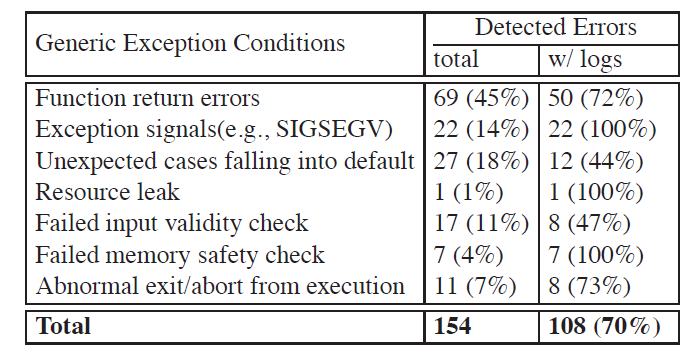 Generic Exception Conditions Detected Errors
total w/ logs
Function return errors 69 (45%) 50 (72%)
Exception signals(e.g., SIGSEGV) 22 (14%) 22 (100%)
Unexpected cases falling into default 27 (18%) 12 (44%)
Resource leak 1 (1%) 1 (100%)
Failed input validity check 17 (11%) 8 (47%)
Failed memory safety check 7 (4%) 7 (100%)
Abnormal exit/abort from execution 11 (7%) 8 (73%)
Total 154 108 (70%)